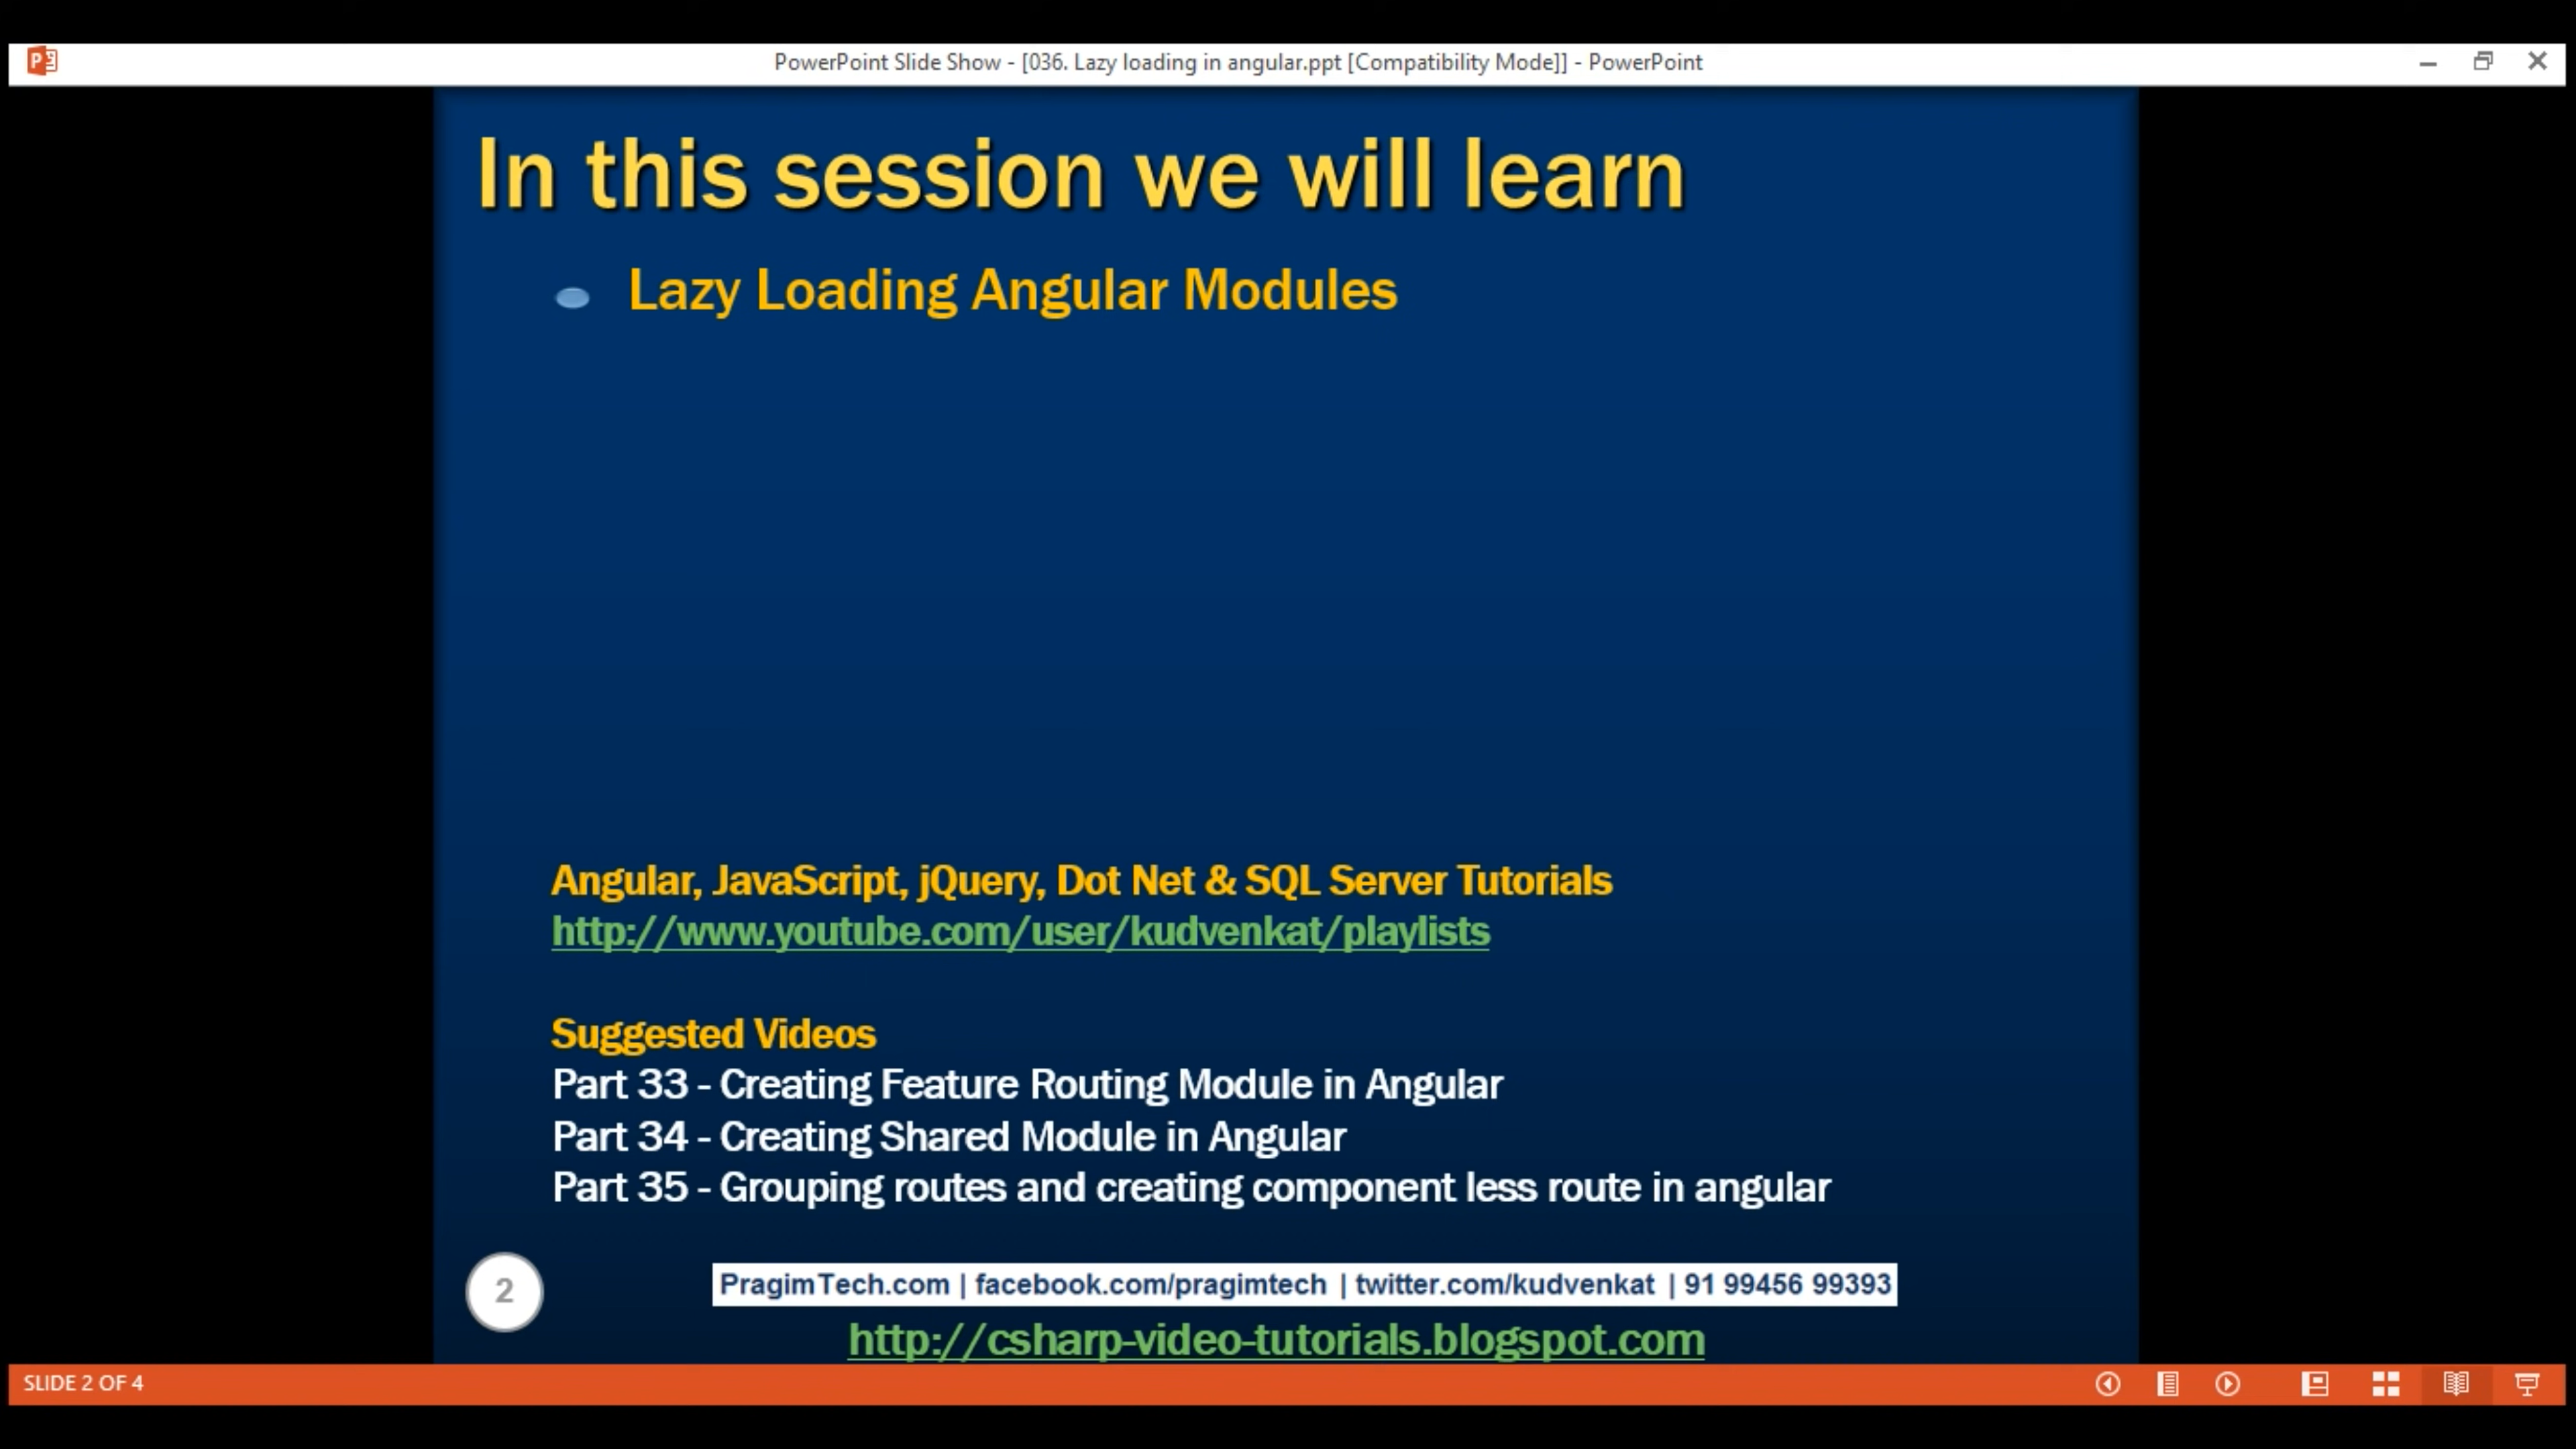 PowerPoint Slide Show - [036. Lazy loading in angular.ppt [Compatibility Mode]] - PowerPoint
In this session we will learn
Lazy Loading Angular Modules
Angular, JavaScript, jQuery, Dot Net & SQL Server Tutorials
http://www.youtube.com/user/kudvenkat/playlists
Suggested Videos
Part 33 - Creating Feature Routing Module in Angular
Part 34 - Creating Shared Module in Angular
Part 35 - Grouping routes and creating component less route in angular
2
PragimTech.com | facebook.com/pragimtech | twitter.com/kudvenkat | 91 99456 99393
http://csharp-video-tutorials.blogspot.com
SLIDE 2 OF 4